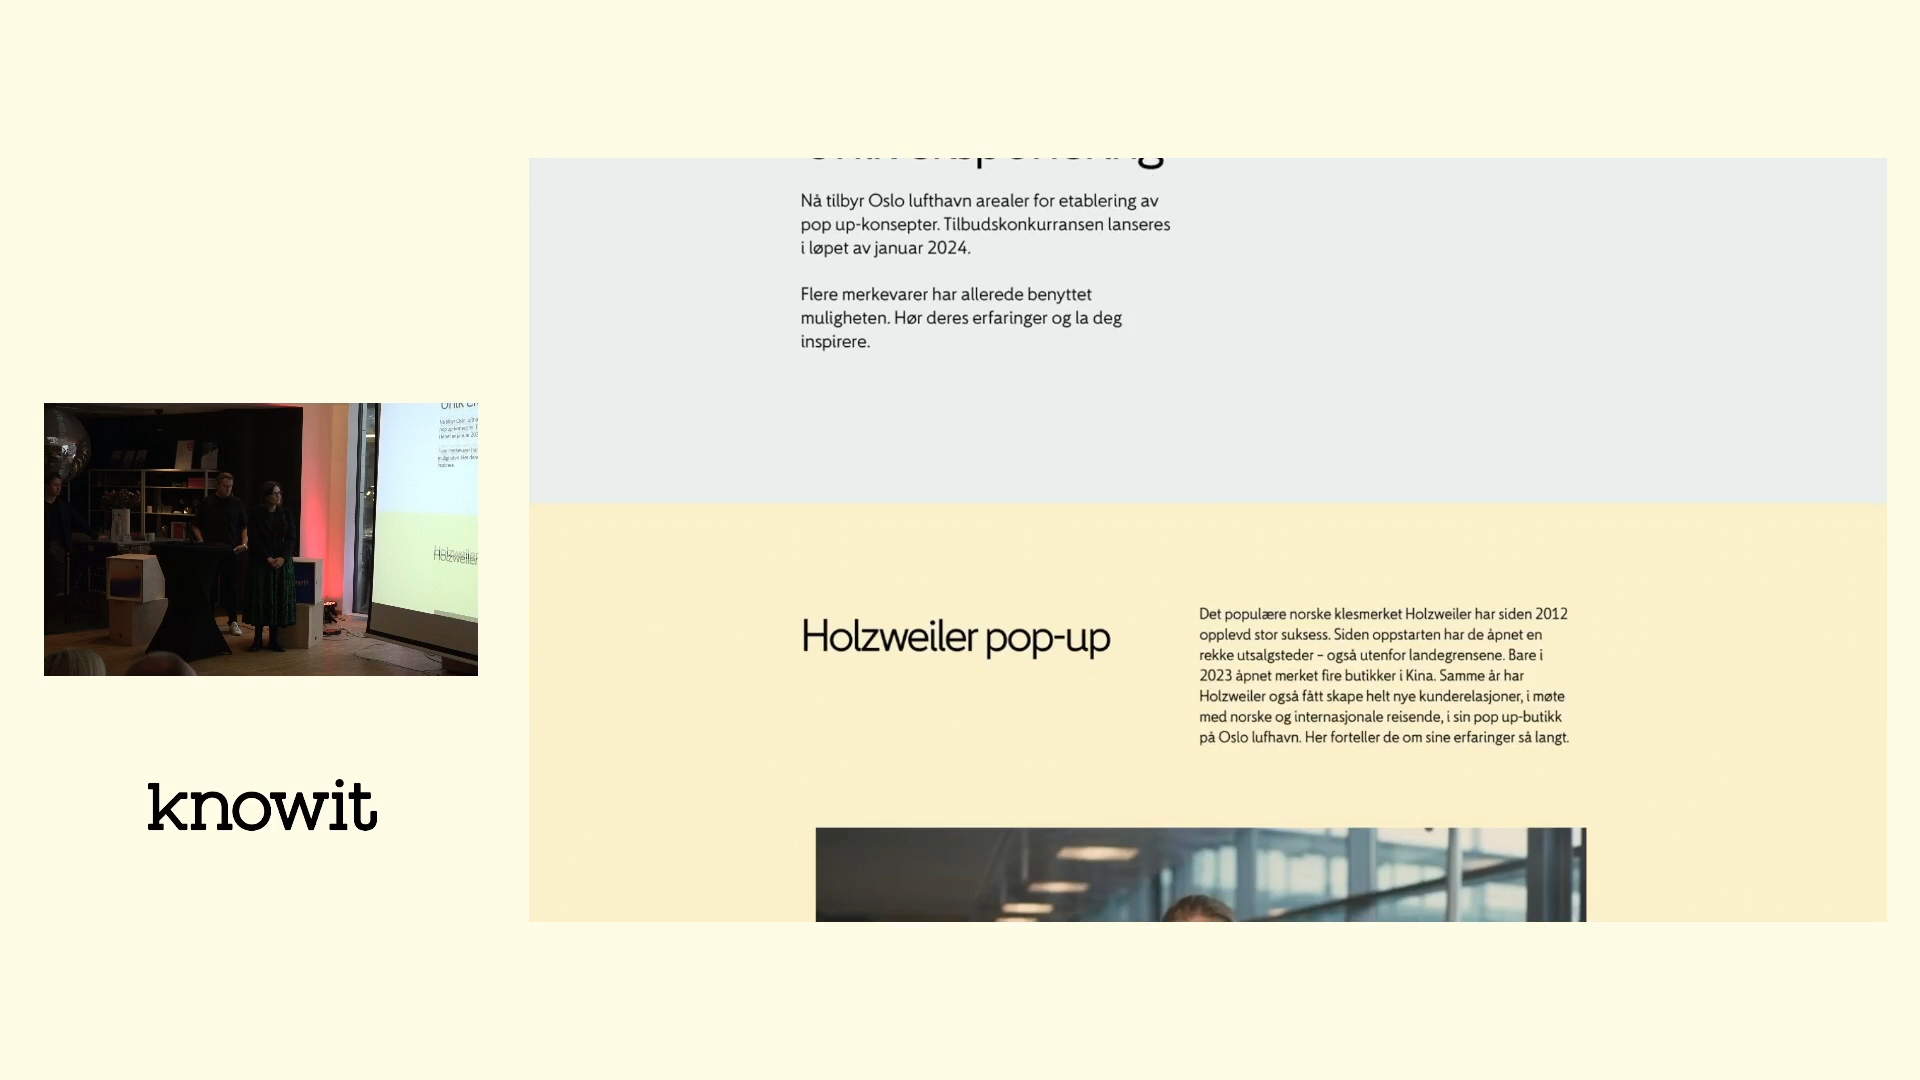 Nå tilbyr Oslo lufthavn arealer for etablering av
pop up-konsepter. Tilbudskonkurransen lanseres
i løpet av januar 2024.
Flere merkevarer har allerede benyttet
muligheten. Hør deres erfaringer og la deg
inspirere.
Holzweiler pop-up
Det populære norske klesmerket Holzweiler har siden 2012
opplevd stor suksess. Siden oppstarten har de åpnet en
rekke utsalgsteder – også utenfor landegrensene. Bare i
2023 åpnet merket fire butikker i Kina. Samme år har
Holzweiler også fått skape helt nye kunderelasjoner, i møte
med norske og internasjonale reisende, i sin pop up-butikk
på Oslo lufhavn. Her forteller de om sine erfaringer så langt.
Holzweiler
knowit